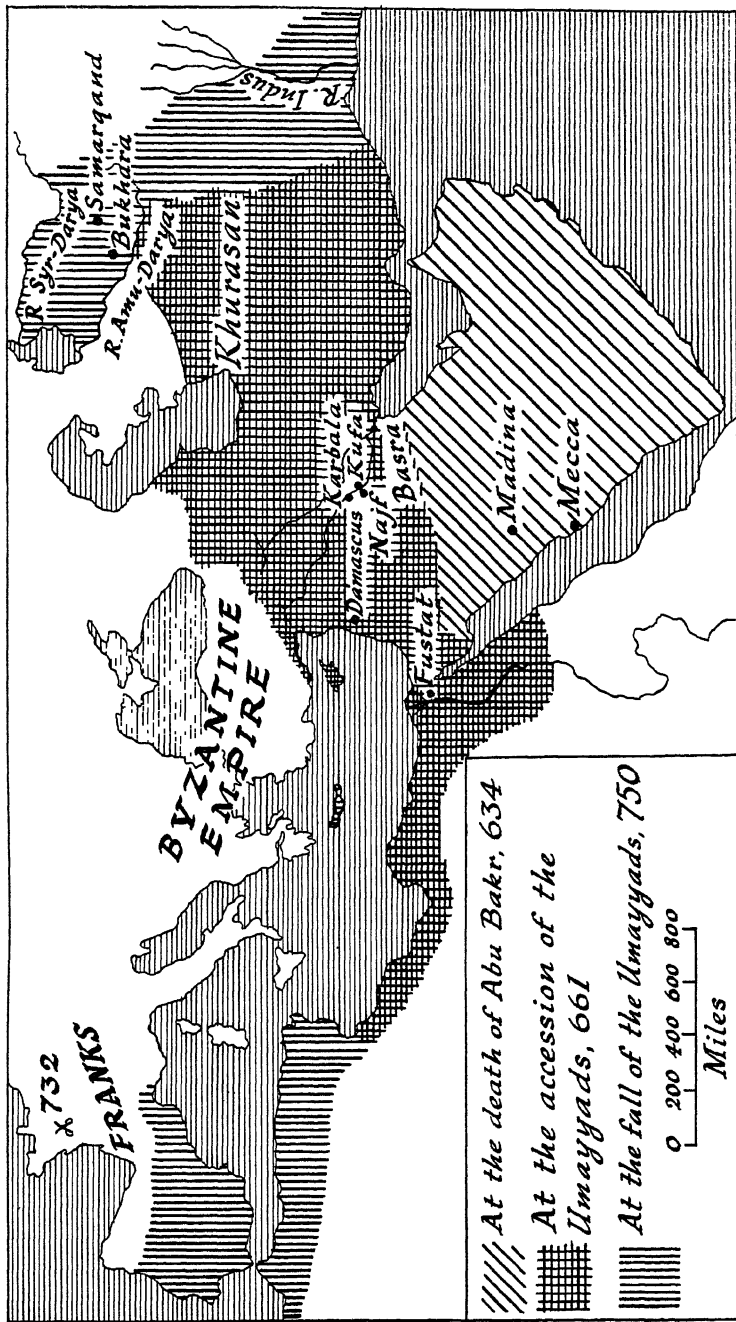 x 732
FRANKS
BYZANTINE
EMPIRE
R Syr-Darya
Samarqand
Bukhara
R. Amu-Darya
Khurasan
R. Indus
Karbala
Kufa
Damascus
Najf
Basra
Fustat
Madina
Mecca
At the death of Abu Bakr, 634
At the accession of the
Umayyads, 661
At the fall of the Umayyads, 750
0 200 400 600 800
Miles